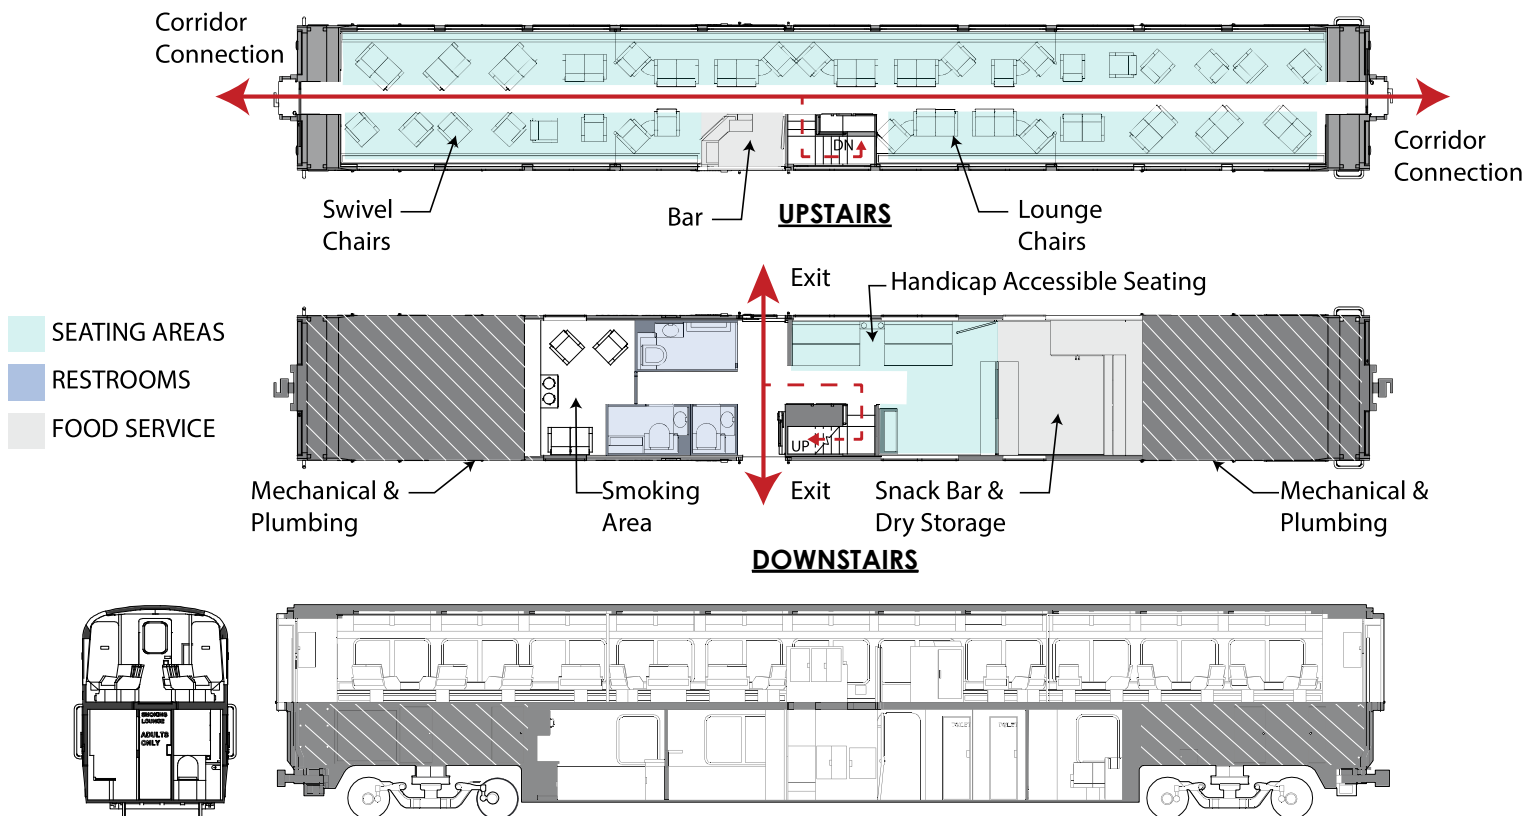 Corridor
Connection
DN
Corridor
Connection
Swivel
Chairs
Bar
UPSTAIRS
Lounge
Chairs
Exit
Handicap Accessible Seating
SEATING AREAS
RESTROOMS
FOOD SERVICE
UP
Mechanical &
Plumbing
Smoking
Area
Exit
Snack Bar &
Dry Storage
Mechanical &
Plumbing
DOWNSTAIRS
SMOKING
LOUNGE
ADULTS
ONLY